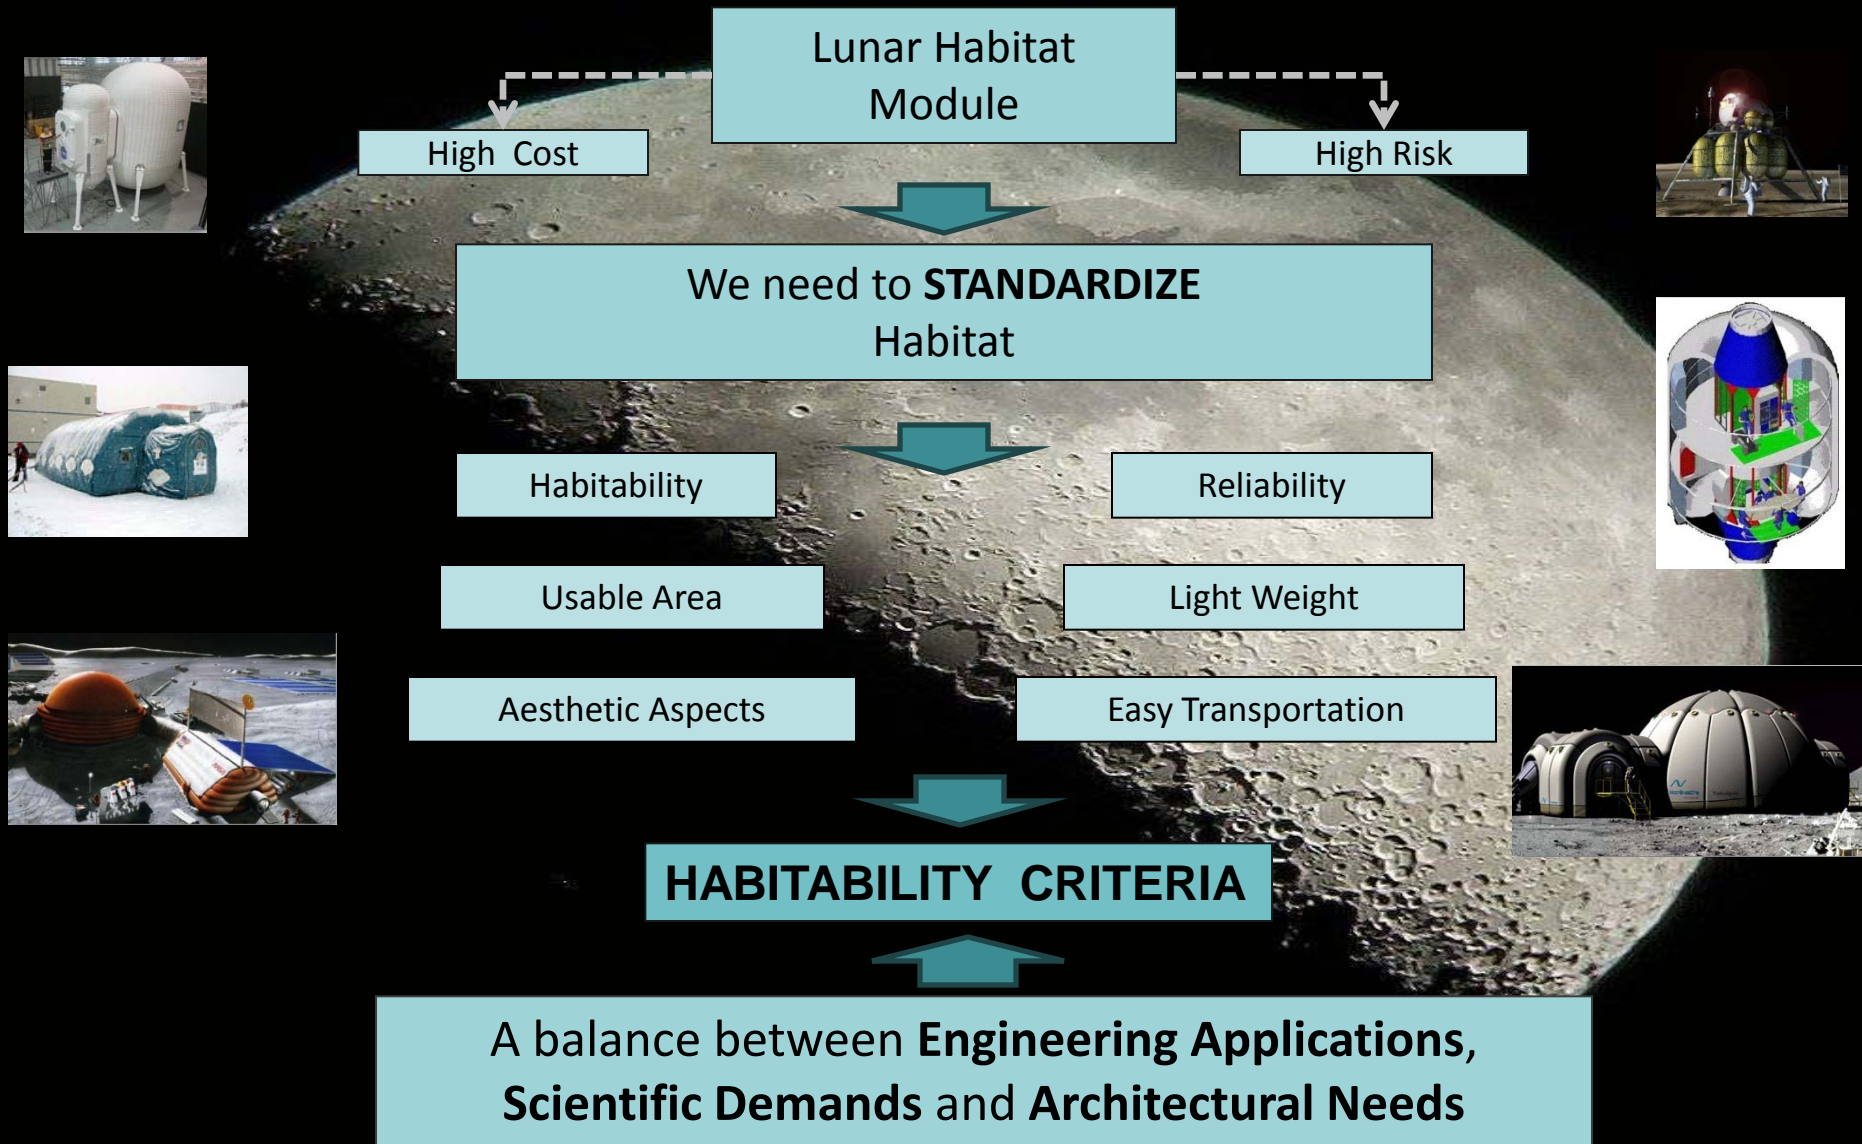 Lunar Habitat
Module
High Cost
High Risk
We need to STANDARDIZE
Habitat
Habitability
Reliability
Usable Area
Light Weight
Aesthetic Aspects
Easy Transportation
HABITABILITY CRITERIA
A balance between Engineering Applications,
Scientific Demands and Architectural Needs